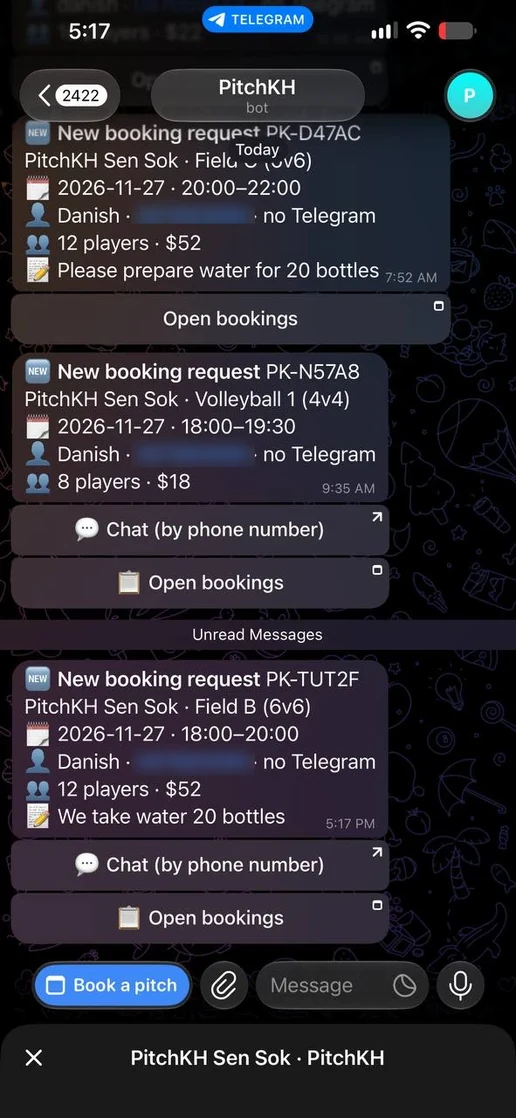 5:17
TELEGRAM
2422
PitchKH
bot
P
NEW New booking request PK-D47AC
Today
PitchKH Sen Sok · Field C (6v6)
2026-11-27 · 20:00–22:00
Danish · · no Telegram
12 players · $52
Please prepare water for 20 bottles 7:52 AM
Open bookings
NEW New booking request PK-N57A8
PitchKH Sen Sok · Volleyball 1 (4v4)
2026-11-27 · 18:00–19:30
Danish · · no Telegram
8 players · $18 9:35 AM
Chat (by phone number)
Open bookings
Unread Messages
NEW New booking request PK-TUT2F
PitchKH Sen Sok · Field B (6v6)
2026-11-27 · 18:00–20:00
Danish · · no Telegram
12 players · $52
We take water 20 bottles 5:17 PM
Chat (by phone number)
Open bookings
Book a pitch
Message
PitchKH Sen Sok · PitchKH